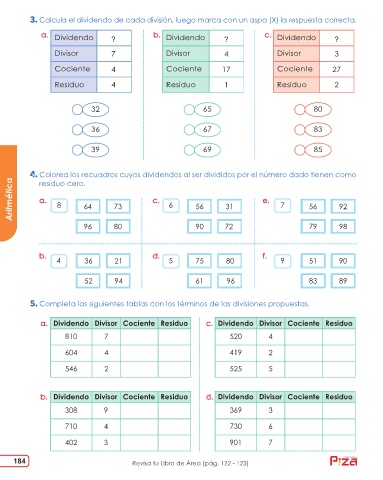 3. Calcula el dividendo de cada división, luego marca con un aspa (X) la respuesta correcta.
a. Dividendo ? b. Dividendo ? c. Dividendo ?
Divisor 7 Divisor 4 Divisor 3
Cociente 4 Cociente 17 Cociente 27
Residuo 4 Residuo 1 Residuo 2
32 65 80
36 67 83
39 69 85
4. Colorea los recuadros cuyos dividendos al ser divididos por el número dado tienen como
residuo cero.
a. 8 64 73 c. 6 56 31 e. 7 56 92
96 80 90 72 79 98
b. 4 36 21 d. 5 75 80 f. 9 51 90
52 94 61 96 83 89
5. Completa las siguientes tablas con los términos de las divisiones propuestas.
a. Dividendo Divisor Cociente Residuo c. Dividendo Divisor Cociente Residuo
810 7 520 4
604 4 419 2
546 2 525 5
b. Dividendo Divisor Cociente Residuo d. Dividendo Divisor Cociente Residuo
308 9 369 3
710 4 730 6
402 3 901 7
Aritmética
184 Revisa tu Libro de Área (pág. 122 - 123)